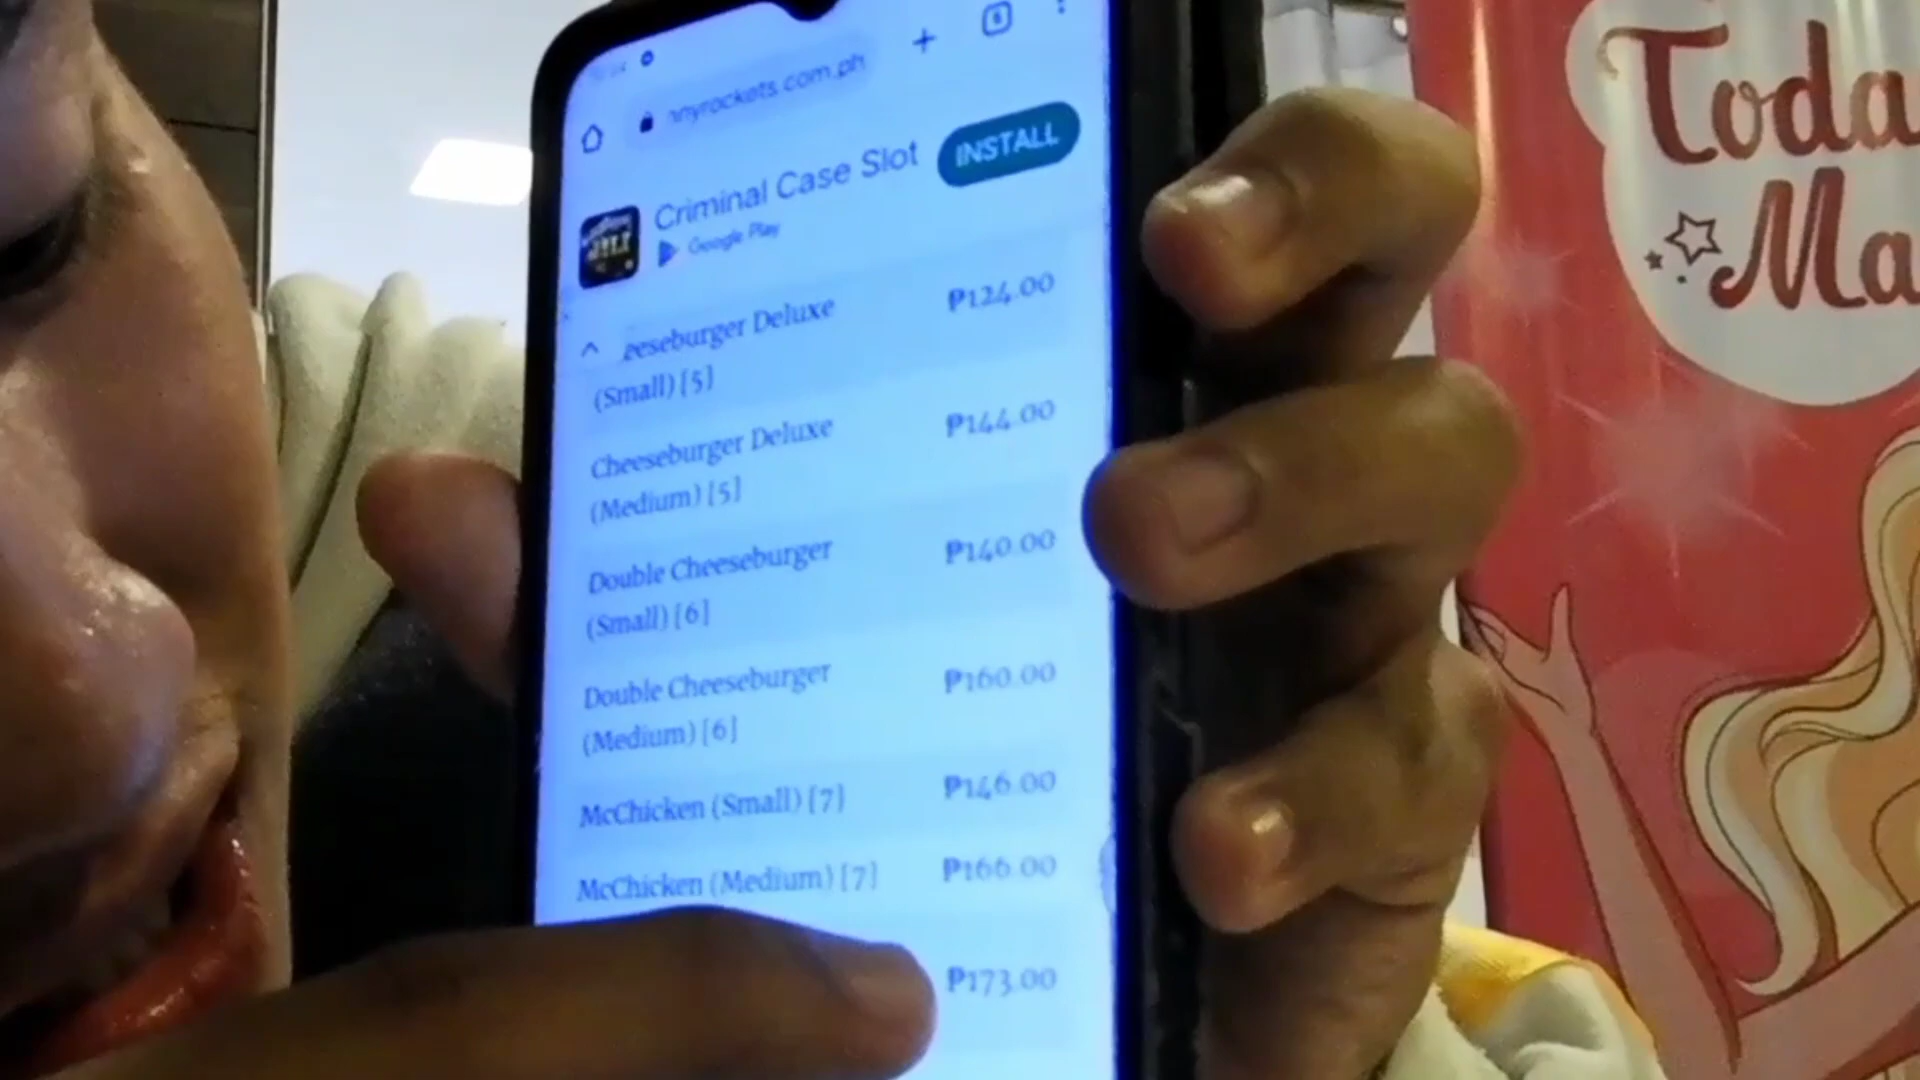 nnyrockets.com.ph
Criminal Case Slot
INSTALL
Google Play
eeseburger Deluxe
(Small) [5]
₱124.00
Cheeseburger Deluxe
(Medium) [5]
₱144.00
Double Cheeseburger
(Small) [6]
₱140.00
Double Cheeseburger
(Medium) [6]
₱160.00
McChicken (Small) [7]
₱146.00
McChicken (Medium) [7]
₱166.00
₱173.00
Toda
Ma